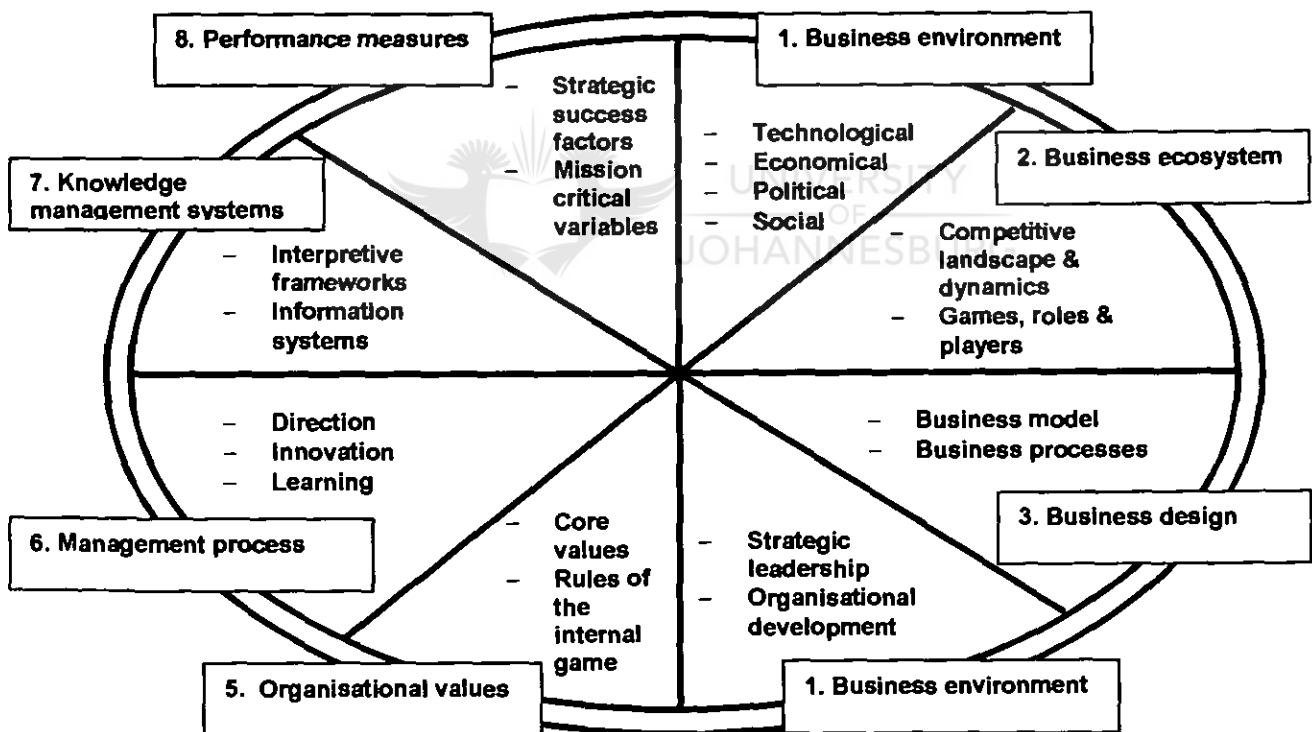 8. Performance measures
1. Business environment
– Strategic
success
factors
– Mission
critical
variables
– Technological
– Economical
– Political
– Social
2. Business ecosystem
7. Knowledge
management systems
– Interpretive
frameworks
– Information
systems
UNIVERSITY
OF
JOHANNESBURG
– Competitive
landscape &
dynamics
– Games, roles &
players
– Direction
– Innovation
– Learning
– Business model
– Business processes
6. Management process
– Core
values
– Rules of
the
internal
game
– Strategic
leadership
– Organisational
development
3. Business design
5. Organisational values
1. Business environment